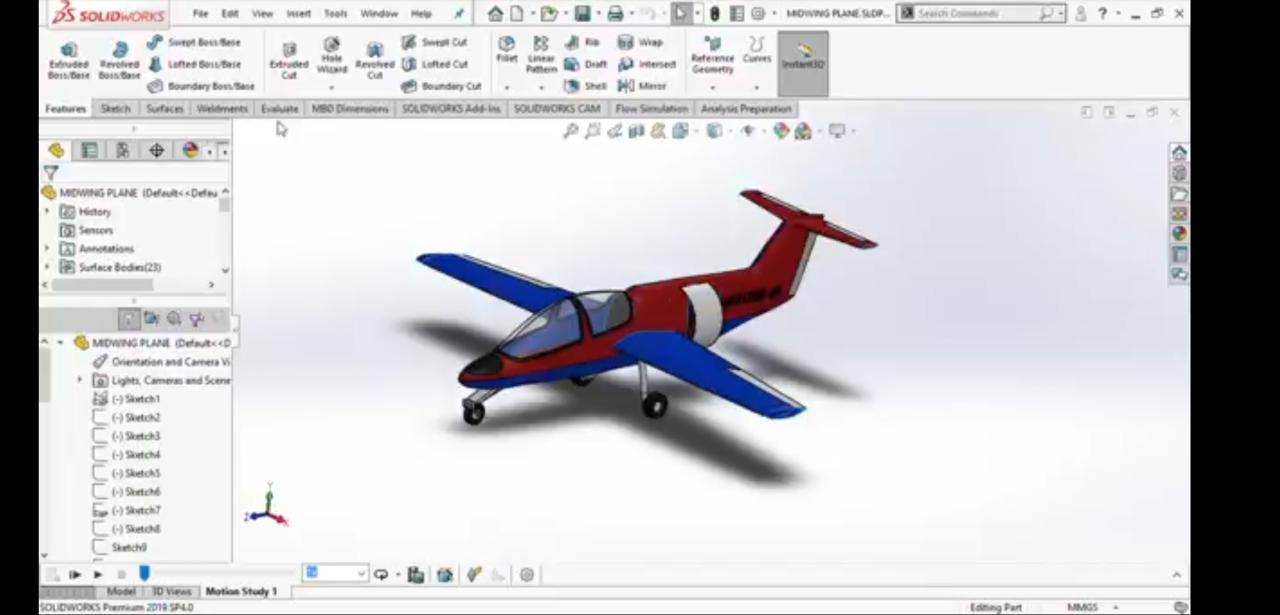 SOLIDWORKS File Edit View Insert Tools Window Help MIDWING PLANE.SLDP... Search Commands
Extruded Boss/Base
Revolved Boss/Base
Swept Boss/Base
Lofted Boss/Base
Boundary Boss/Base
Extruded Cut
Hole Wizard
Revolved Cut
Swept Cut
Lofted Cut
Boundary Cut
Fillet
Linear Pattern
Rib
Draft
Shell
Wrap
Intersect
Mirror
Reference Geometry
Curves
Instant3D
Features Sketch Surfaces Weldments Evaluate MBD Dimensions SOLIDWORKS Add-Ins SOLIDWORKS CAM Flow Simulation Analysis Preparation
MIDWING PLANE (Default<<Defau
History
Sensors
Annotations
Surface Bodies(23)
MIDWING PLANE (Default<<D
Orientation and Camera Vi
Lights, Cameras and Scene
(-) Sketch1
(-) Sketch2
(-) Sketch3
(-) Sketch4
(-) Sketch5
(-) Sketch6
(-) Sketch7
(-) Sketch8
Sketch9
Y
Z
X
Model 3D Views Motion Study 1
SOLIDWORKS Premium 2019 SP4.0 Editing Part MMGS